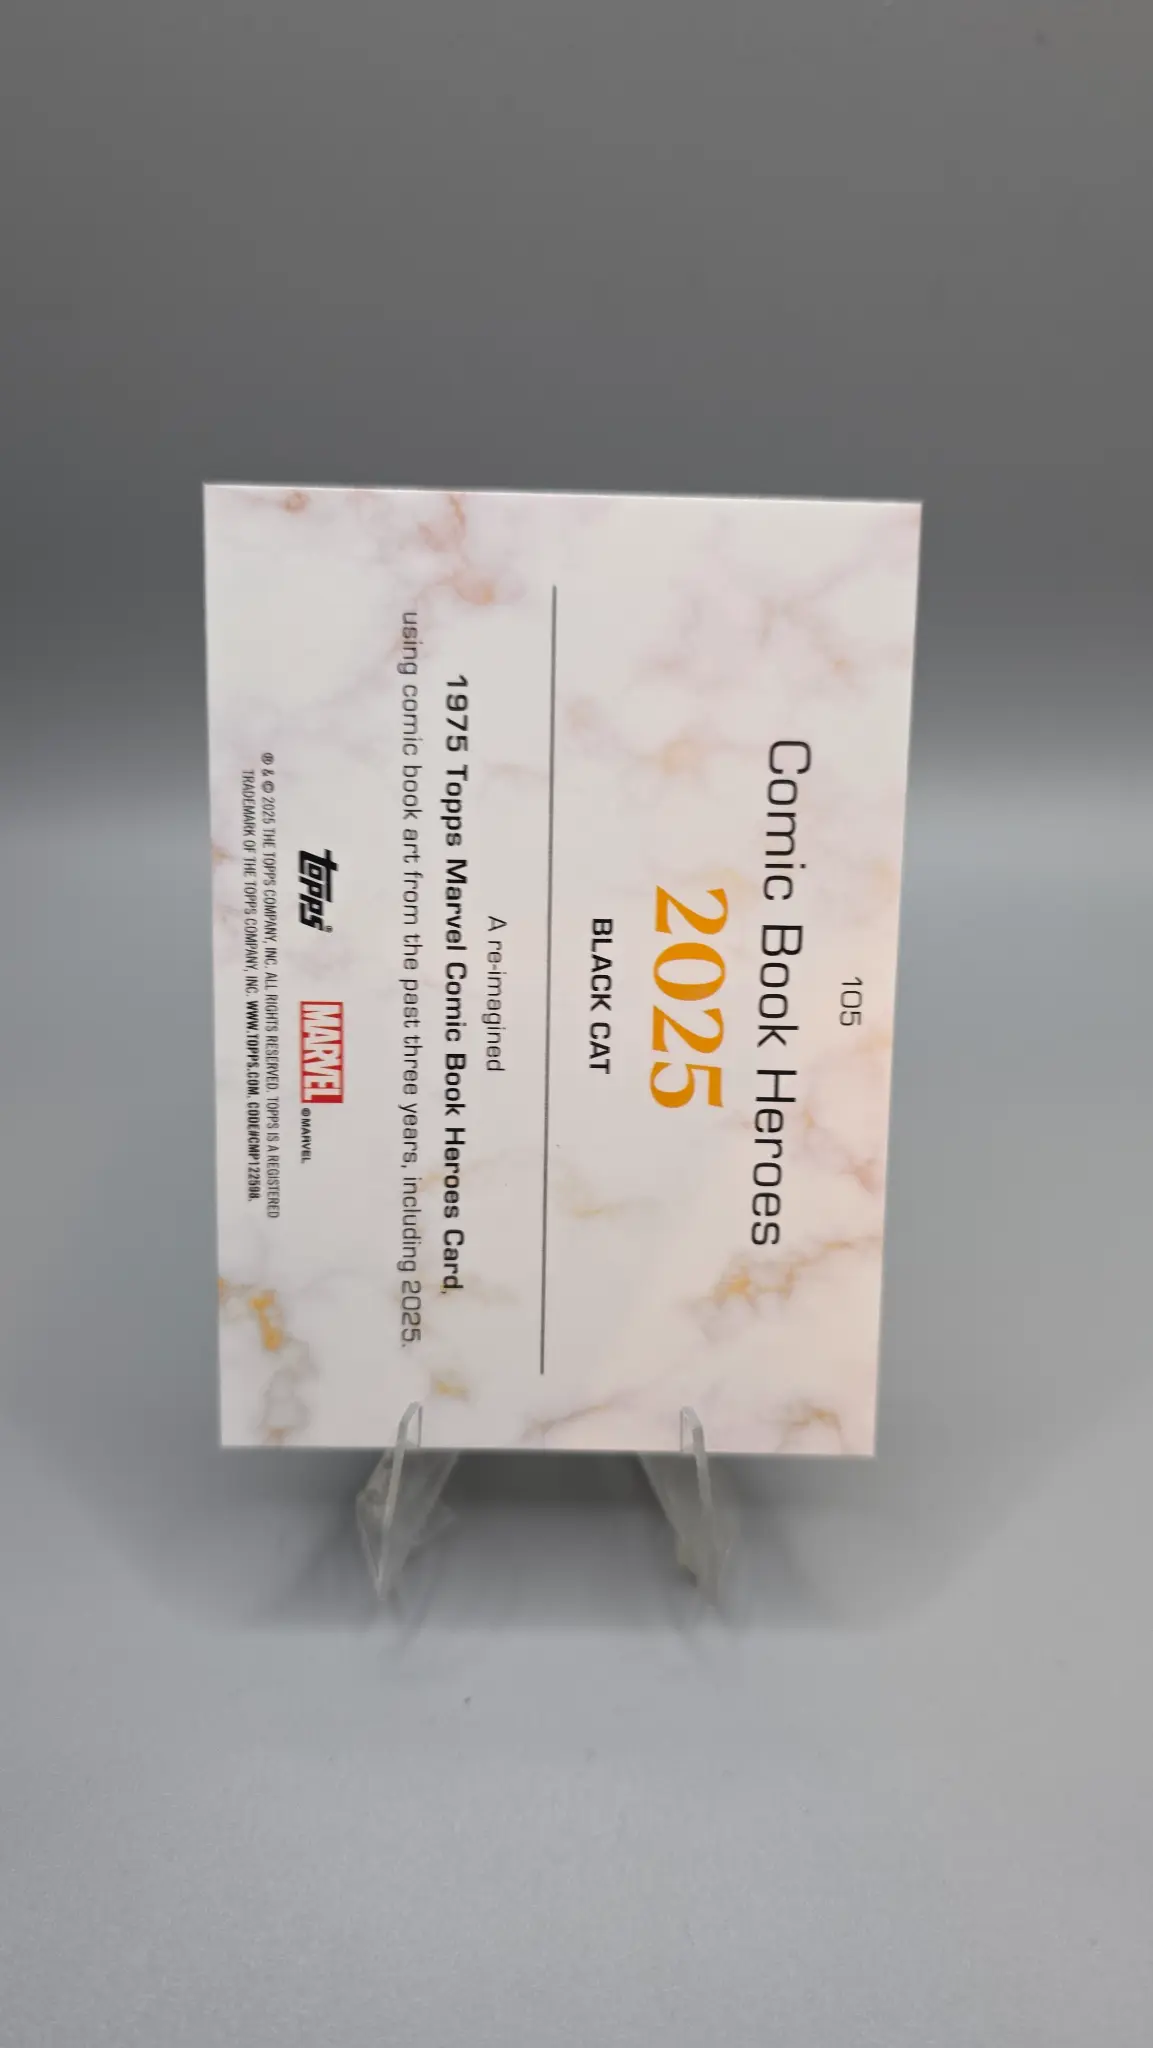 105
Comic Book Heroes
2025
BLACK CAT
A re-imagined
1975 Topps Marvel Comic Book Heroes Card,
using comic book art from the past three years, including 2025.
topps® MARVEL ©MARVEL
® & © 2025 THE TOPPS COMPANY, INC. ALL RIGHTS RESERVED. TOPPS IS A REGISTERED
TRADEMARK OF THE TOPPS COMPANY, INC. WWW.TOPPS.COM. CODE#CMP122598.